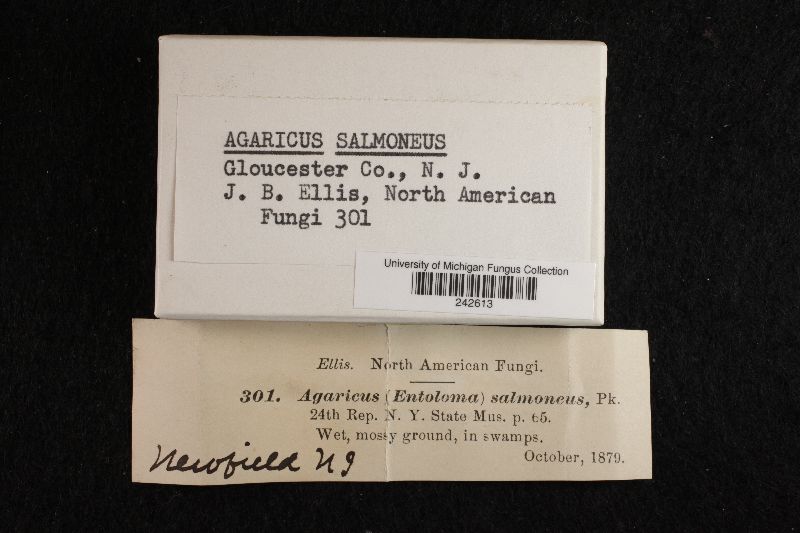 AGARICUS SALMONEUS
Gloucester Co., N. J.
J. B. Ellis, North American
Fungi 301
University of Michigan Fungus Collection
242613
Ellis. North American Fungi.
301. Agaricus (Entoloma) salmoneus, Pk.
24th Rep. N. Y. State Mus. p. 65.
Wet, mossy ground, in swamps.
October, 1879.
Newfield NJ